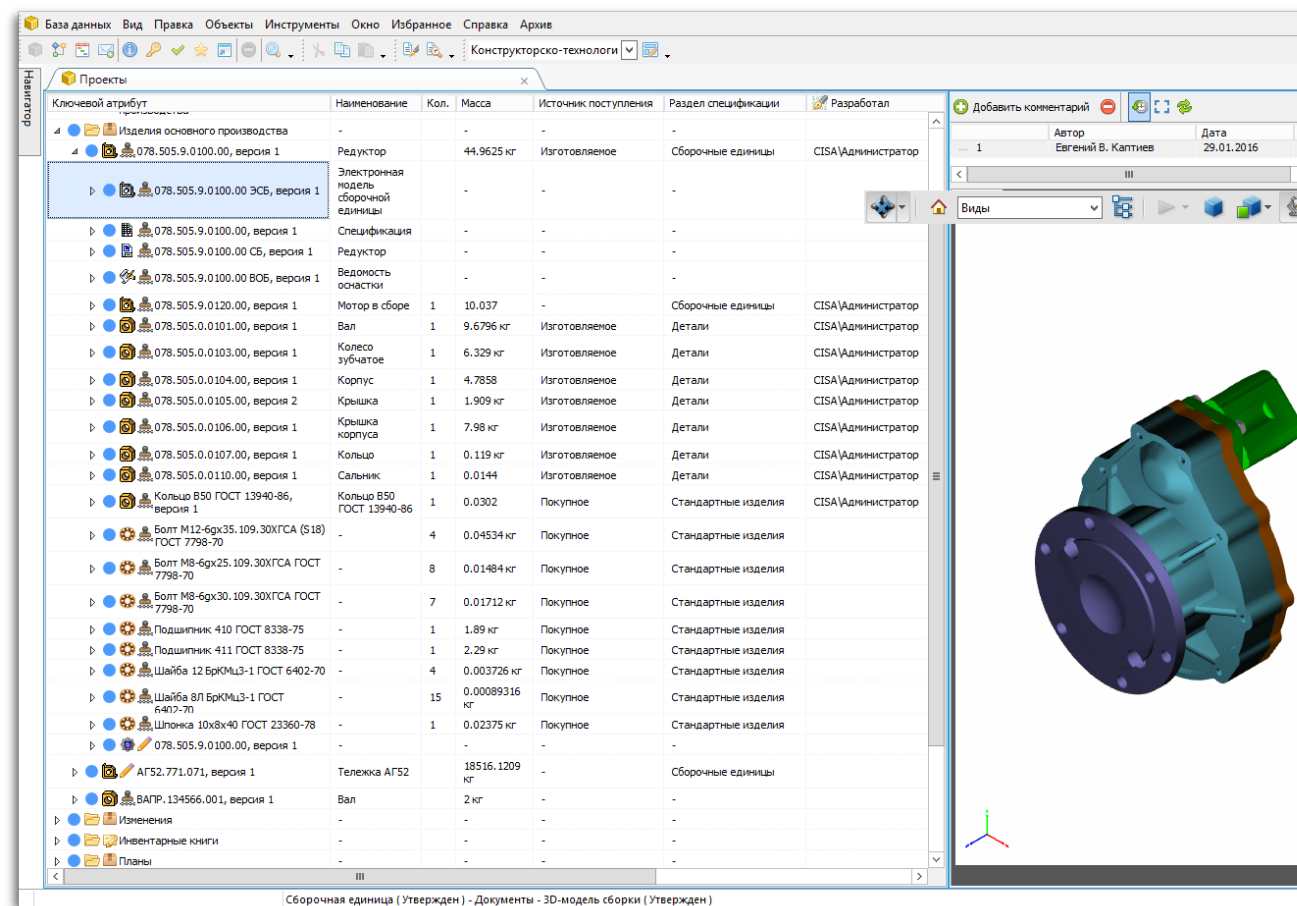 База данных Вид Правка Объекты Инструменты Окно Избранное Справка Архив
Конструкторско-технологи
Навигатор
Проекты
Ключевой атрибут Наименование Кол. Масса Источник поступления Раздел спецификации Разработал
Изделия основного производства - - - -
078.505.9.0100.00, версия 1 Редуктор 44.9625 кг Изготовляемое Сборочные единицы CISA\Администратор
078.505.9.0100.00 ЭСБ, версия 1 Электронная модель сборочной единицы - - -
078.505.9.0100.00, версия 1 Спецификация - - -
078.505.9.0100.00 СБ, версия 1 Редуктор - - -
078.505.9.0100.00 ВОБ, версия 1 Ведомость оснастки - - -
078.505.9.0120.00, версия 1 Мотор в сборе 1 10.037 - Сборочные единицы CISA\Администратор
078.505.0.0101.00, версия 1 Вал 1 9.6796 кг Изготовляемое Детали CISA\Администратор
078.505.0.0103.00, версия 1 Колесо зубчатое 1 6.329 кг Изготовляемое Детали CISA\Администратор
078.505.0.0104.00, версия 1 Корпус 1 4.7858 Изготовляемое Детали CISA\Администратор
078.505.0.0105.00, версия 2 Крышка 1 1.909 кг Изготовляемое Детали CISA\Администратор
078.505.0.0106.00, версия 1 Крышка корпуса 1 7.98 кг Изготовляемое Детали CISA\Администратор
078.505.0.0107.00, версия 1 Кольцо 1 0.119 кг Изготовляемое Детали CISA\Администратор
078.505.0.0110.00, версия 1 Сальник 1 0.0144 Изготовляемое Детали CISA\Администратор
Кольцо В50 ГОСТ 13940-86, версия 1 Кольцо В50 ГОСТ 13940-86 1 0.0302 Покупное Стандартные изделия CISA\Администратор
Болт М12-6gx35.109.30ХГСА (S18) ГОСТ 7798-70 - 4 0.04534 кг Покупное Стандартные изделия
Болт М8-6gx25.109.30ХГСА ГОСТ 7798-70 - 8 0.01484 кг Покупное Стандартные изделия
Болт М8-6gx30.109.30ХГСА ГОСТ 7798-70 - 7 0.01712 кг Покупное Стандартные изделия
Подшипник 410 ГОСТ 8338-75 - 1 1.89 кг Покупное Стандартные изделия
Подшипник 411 ГОСТ 8338-75 - 1 2.29 кг Покупное Стандартные изделия
Шайба 12 БрКМц3-1 ГОСТ 6402-70 - 4 0.003726 кг Покупное Стандартные изделия
Шайба 8Л БрКМц3-1 ГОСТ 6402-70 - 15 0.00089316 кг Покупное Стандартные изделия
Шпонка 10х8х40 ГОСТ 23360-78 - 1 0.02375 кг Покупное Стандартные изделия
078.505.9.0100.00, версия 1 - - - -
АГ52.771.071, версия 1 Тележка АГ52 18516.1209 кг - Сборочные единицы
ВАПР.134566.001, версия 1 Вал 2 кг - -
Изменения - - - -
Инвентарные книги - - - -
Планы - - - -
Добавить комментарий
Автор Дата
1 Евгений В. Каптиев 29.01.2016
Виды
Сборочная единица ( Утвержден ) - Документы - 3D-модель сборки ( Утвержден )